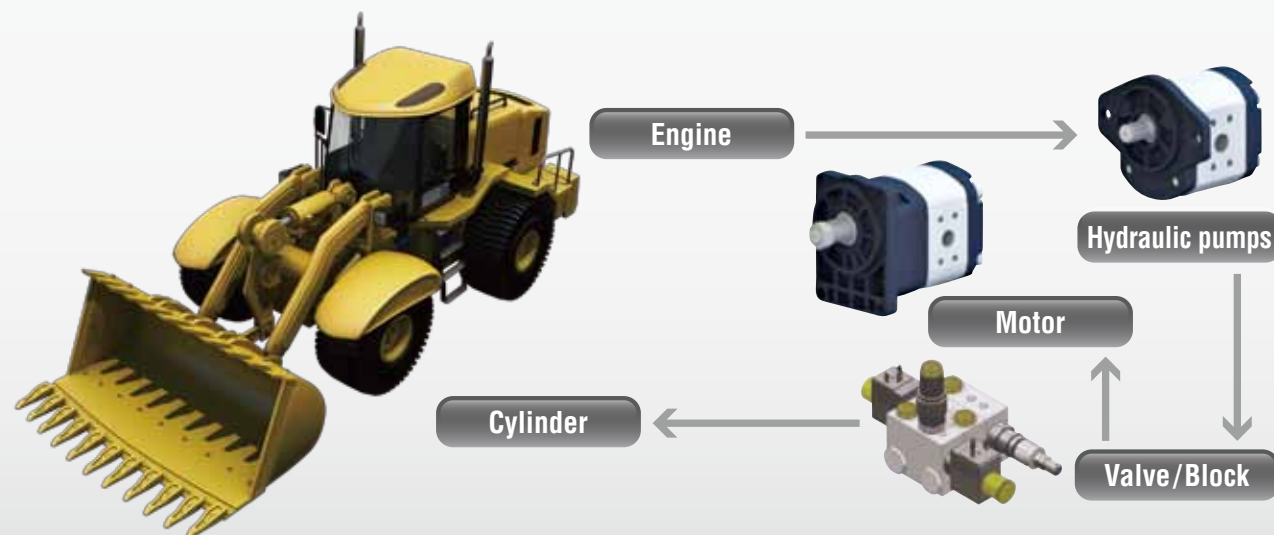 Engine
Hydraulic pumps
Motor
Cylinder
Valve/Block